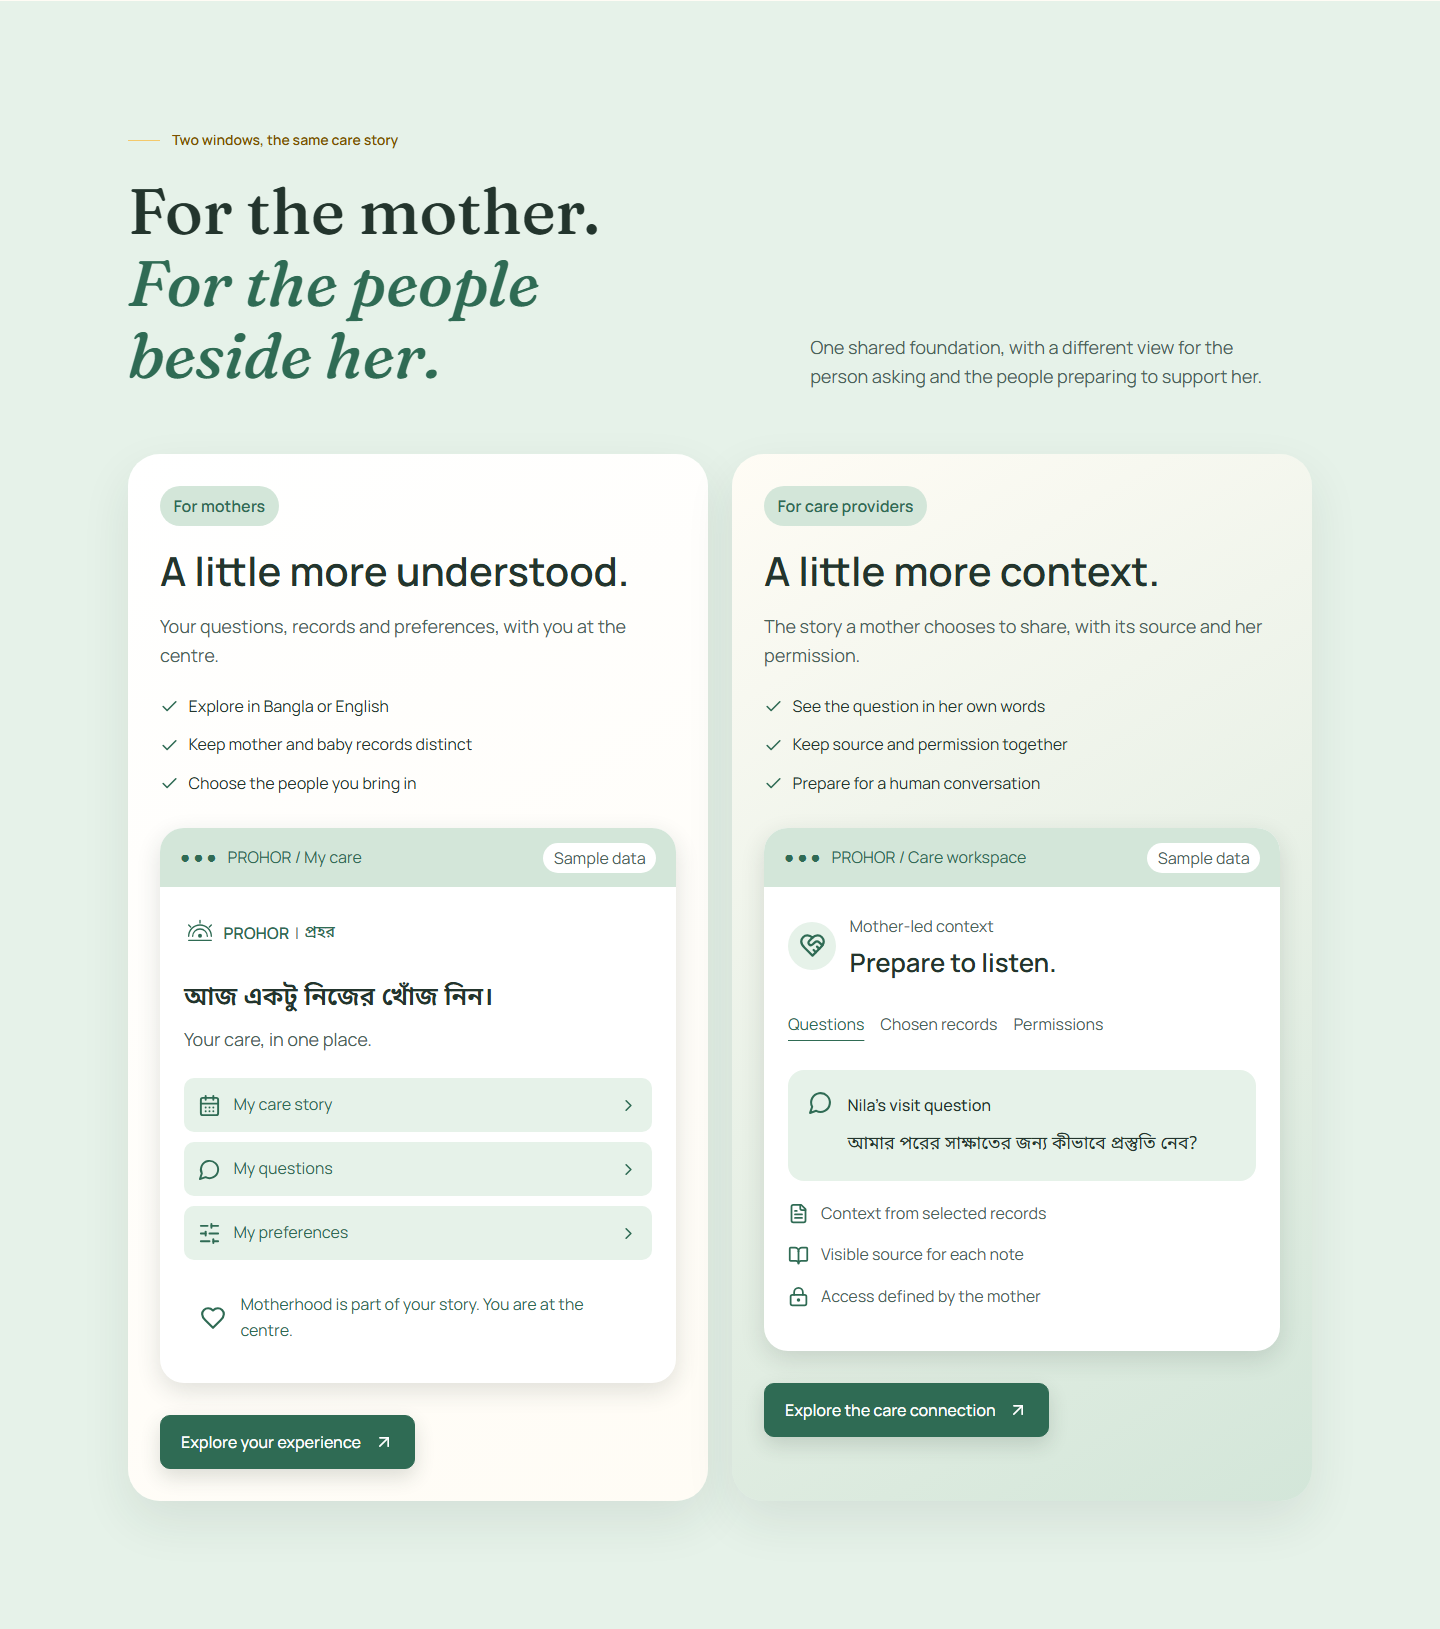 Two windows, the same care story
For the mother.
For the people
beside her.
One shared foundation, with a different view for the
person asking and the people preparing to support her.
For mothers
A little more understood.
Your questions, records and preferences, with you at the
centre.
Explore in Bangla or English
Keep mother and baby records distinct
Choose the people you bring in
PROHOR / My care
Sample data
PROHOR | প্রহর
আজ একটু নিজের খোঁজ নিন।
Your care, in one place.
My care story
My questions
My preferences
Motherhood is part of your story. You are at the
centre.
Explore your experience
For care providers
A little more context.
The story a mother chooses to share, with its source and her
permission.
See the question in her own words
Keep source and permission together
Prepare for a human conversation
PROHOR / Care workspace
Sample data
Mother-led context
Prepare to listen.
Questions Chosen records Permissions
Nila’s visit question
আমার পরের সাক্ষাতের জন্য কীভাবে প্রস্তুতি নেব?
Context from selected records
Visible source for each note
Access defined by the mother
Explore the care connection